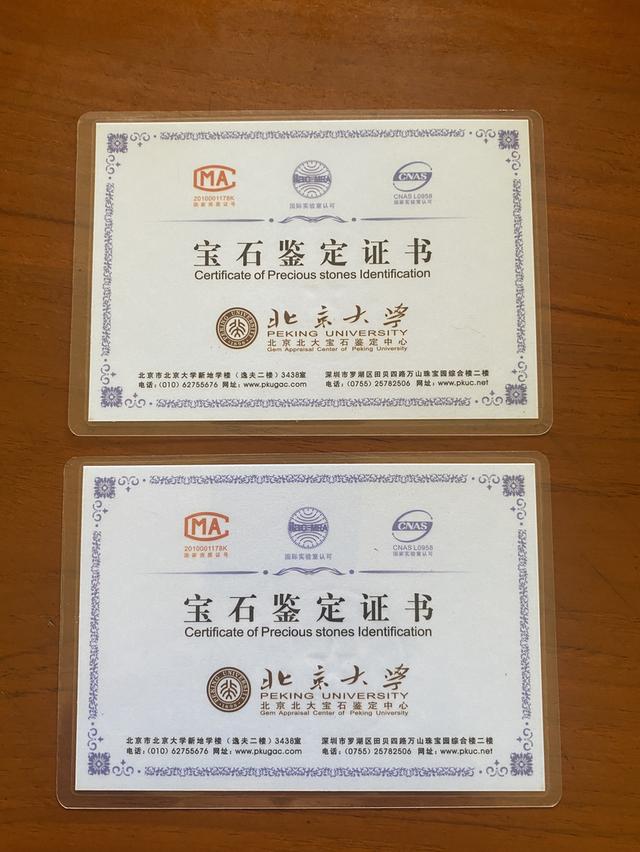 CMA
ilac-MRA
CNAS
2010001178K
国家资质证号
国际实验室认可
CNAS L0958
国家实验室认可
宝石鉴定证书
Certificate of Precious stones Identification
北京大学
PEKING UNIVERSITY
北京北大宝石鉴定中心
Gem Appraisal Center of Peking University
北京市北京大学新地学楼（逸夫二楼）3438室
电话：(010) 62755676 网址：www.pkugac.com
深圳市罗湖区田贝四路万山珠宝园综合楼二楼
电话：(0755) 25782506 网址：www.pkuc.net
CMA
ilac-MRA
CNAS
2010001178K
国家资质证号
国际实验室认可
CNAS L0958
国家实验室认可
宝石鉴定证书
Certificate of Precious stones Identification
北京大学
PEKING UNIVERSITY
北京北大宝石鉴定中心
Gem Appraisal Center of Peking University
北京市北京大学新地学楼（逸夫二楼）3438室
电话：(010) 62755676 网址：www.pkugac.com
深圳市罗湖区田贝四路万山珠宝园综合楼二楼
电话：(0755) 25782506 网址：www.pkuc.net